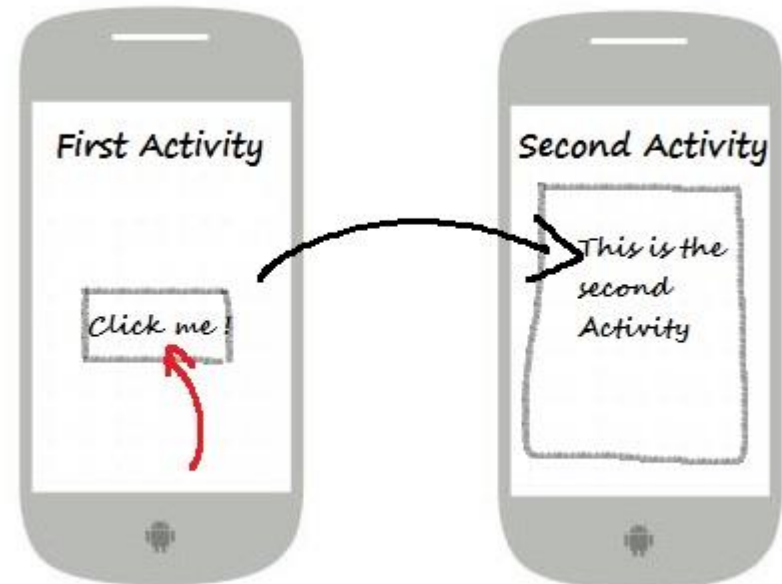 First Activity
Click me !
Second Activity
This is the
second
Activity